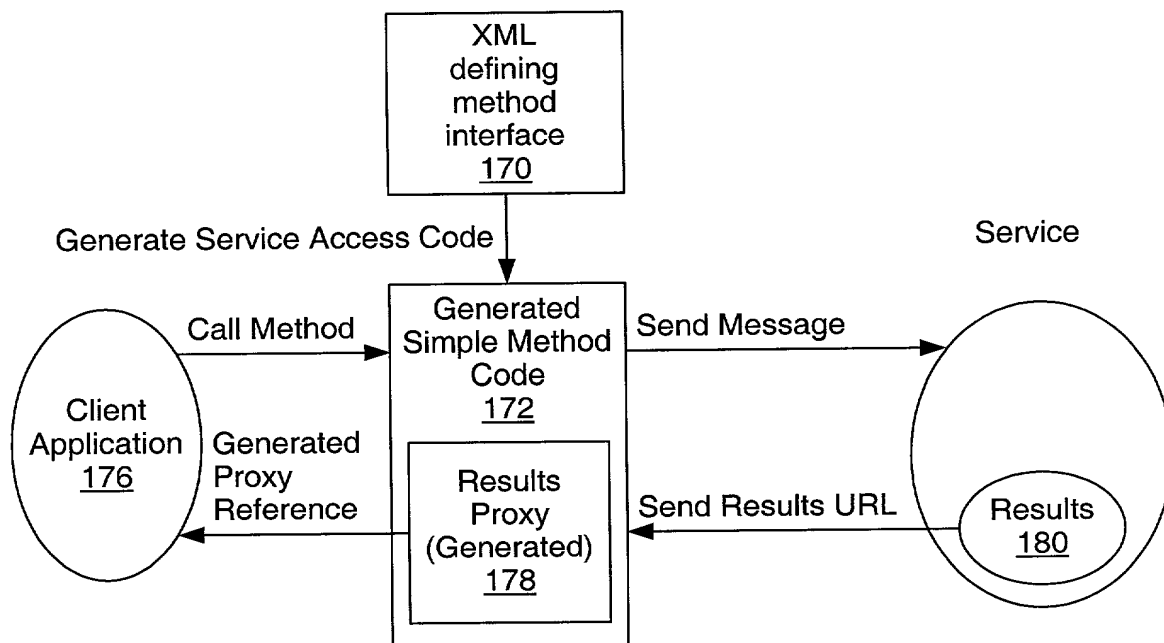 XML
defining
method
interface
170
Generate Service Access Code
Service
Generated
Simple Method
Code
172
Call Method
Send Message
Client
Application
176
Generated
Proxy
Reference
Results
Proxy
(Generated)
178
Send Results URL
Results
180